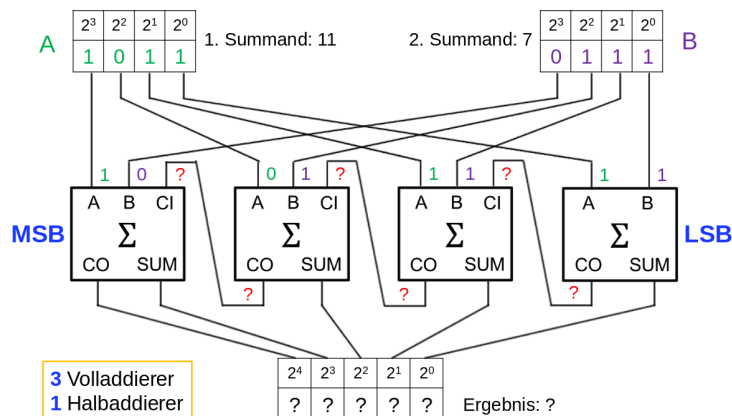 2³ 2² 2¹ 2⁰
A 1 0 1 1
1. Summand: 11
2. Summand: 7
2³ 2² 2¹ 2⁰
0 1 1 1 B
1 0 ? 0 1 ? 1 1 ? 1 1
A B CI A B CI A B CI A B
MSB Σ Σ Σ Σ LSB
CO SUM CO SUM CO SUM CO SUM
? ? ?
2⁴ 2³ 2² 2¹ 2⁰
? ? ? ? ? Ergebnis: ?
3 Volladdierer
1 Halbaddierer